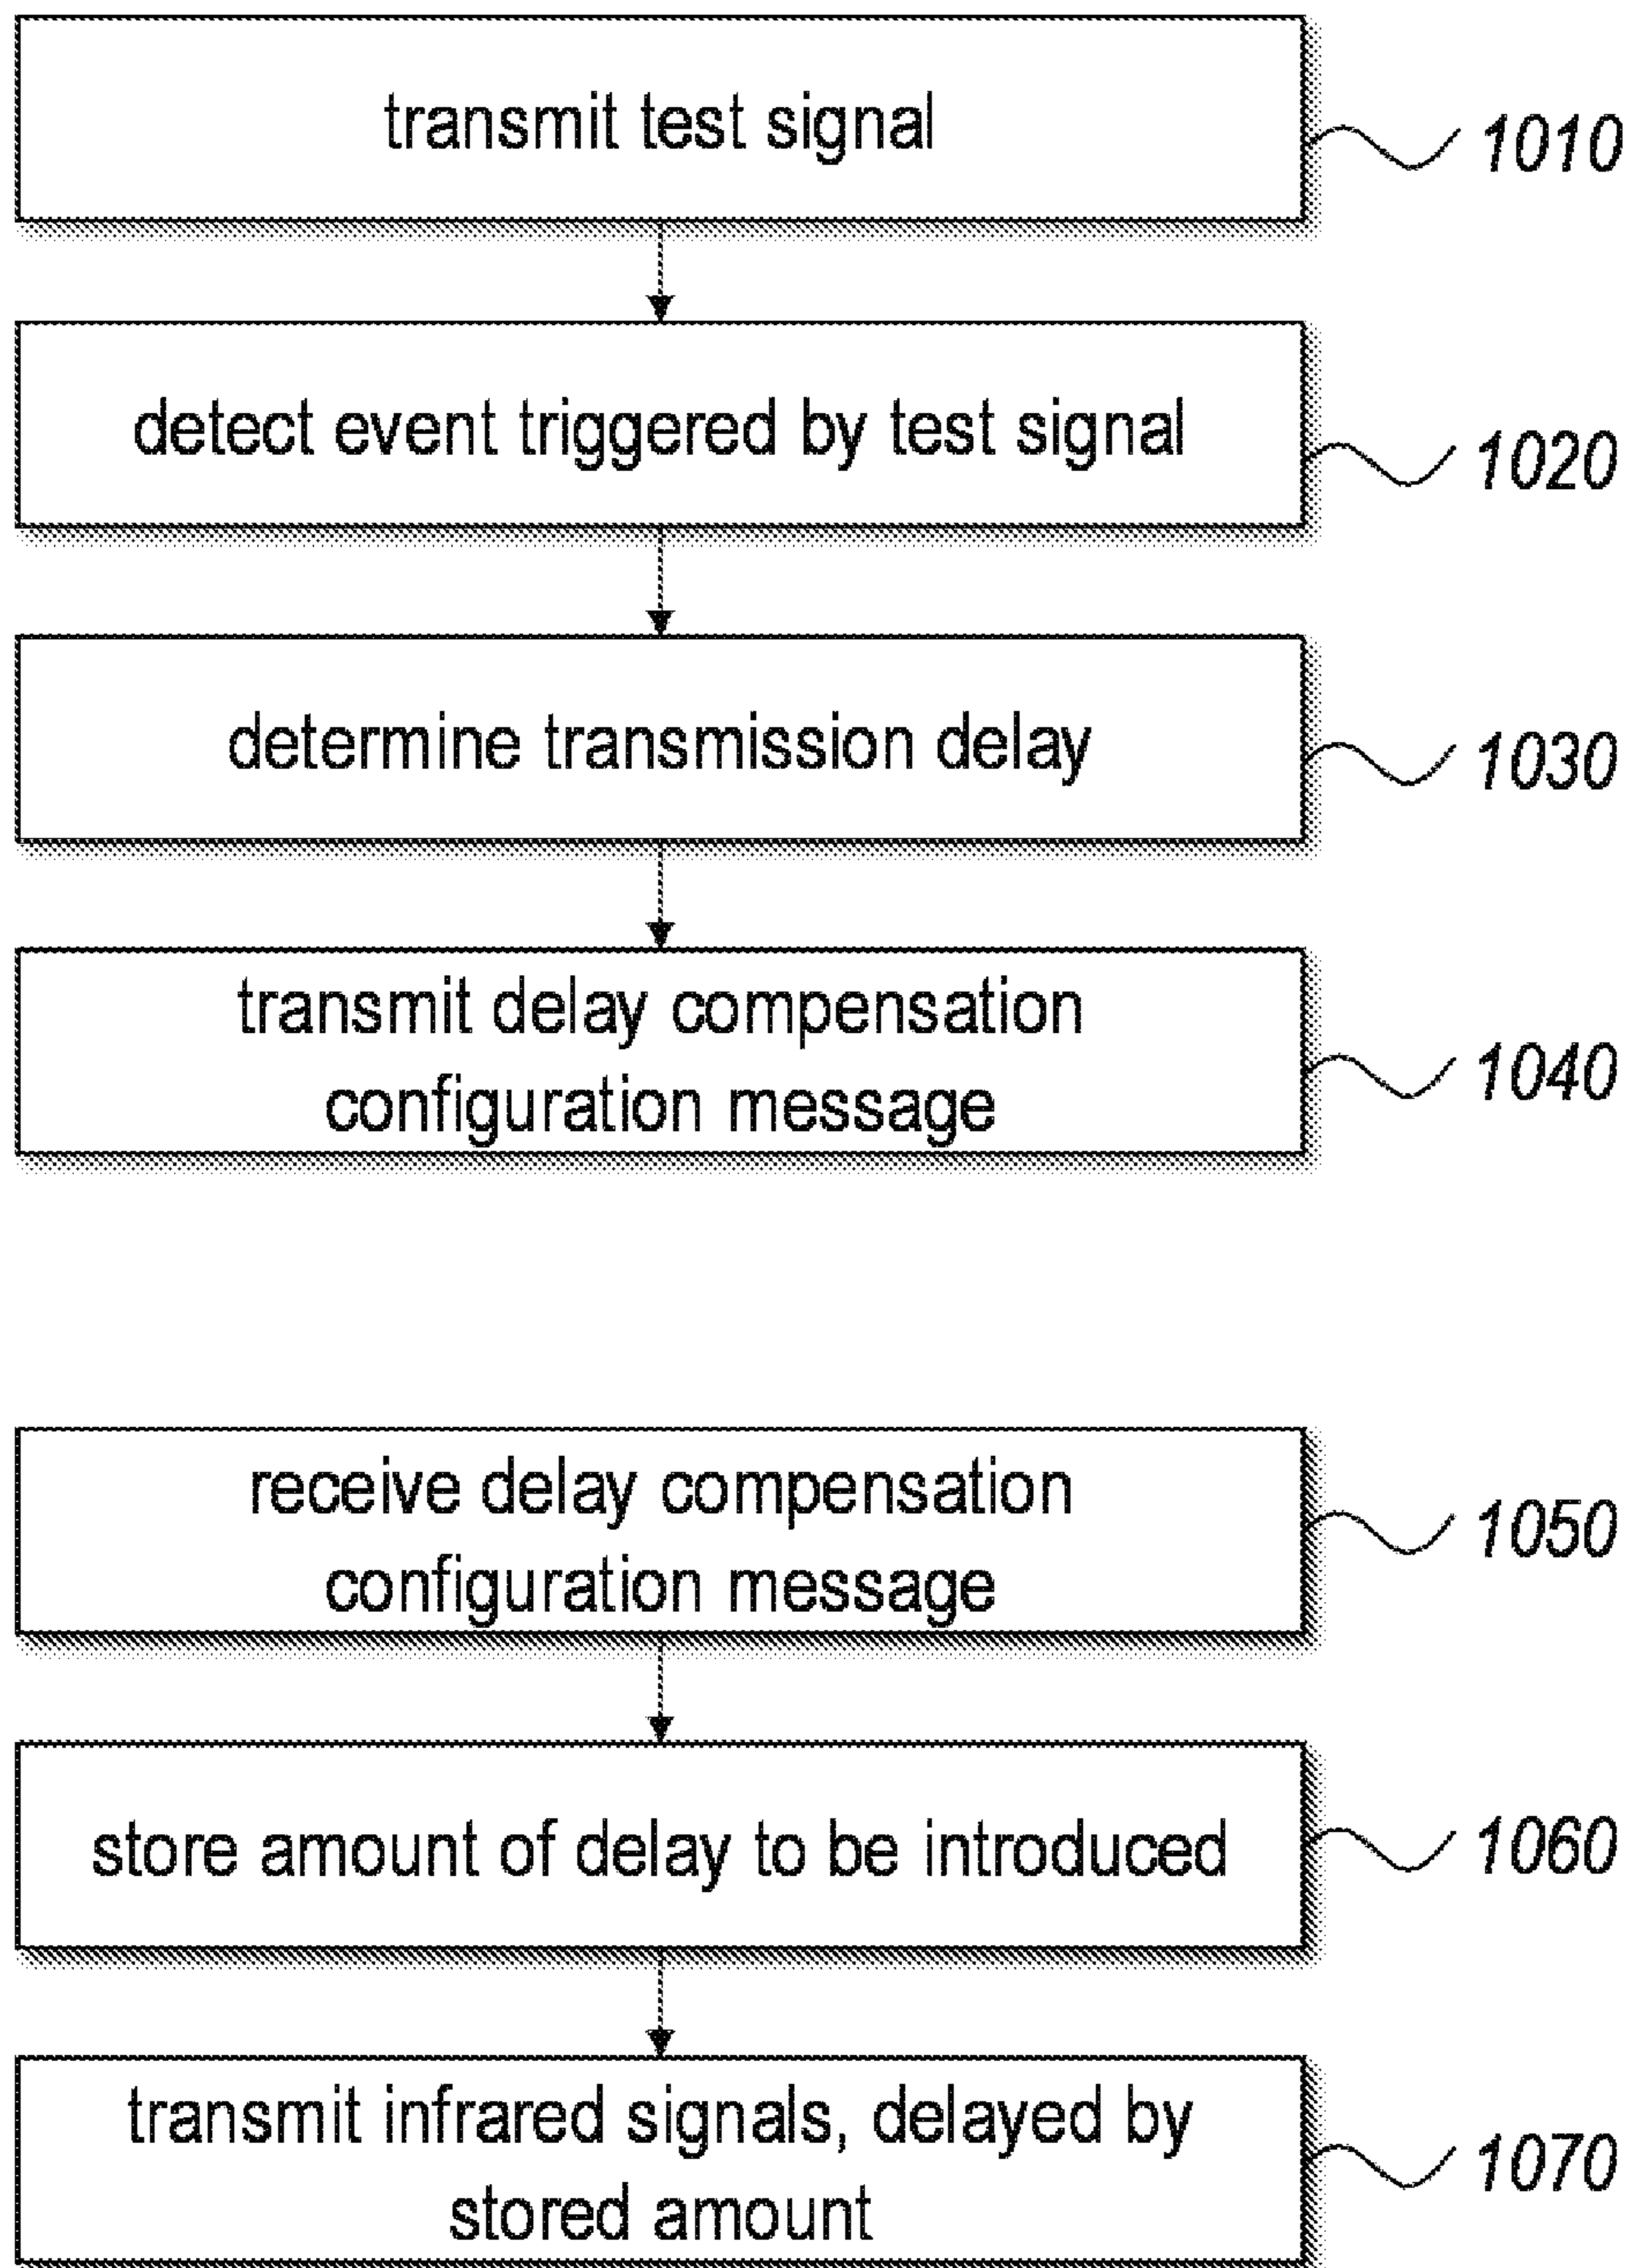 transmit test signal
1010
detect event triggered by test signal
1020
determine transmission delay
1030
transmit delay compensation
configuration message
1040
receive delay compensation
configuration message
1050
store amount of delay to be introduced
1060
transmit infrared signals, delayed by
stored amount
1070